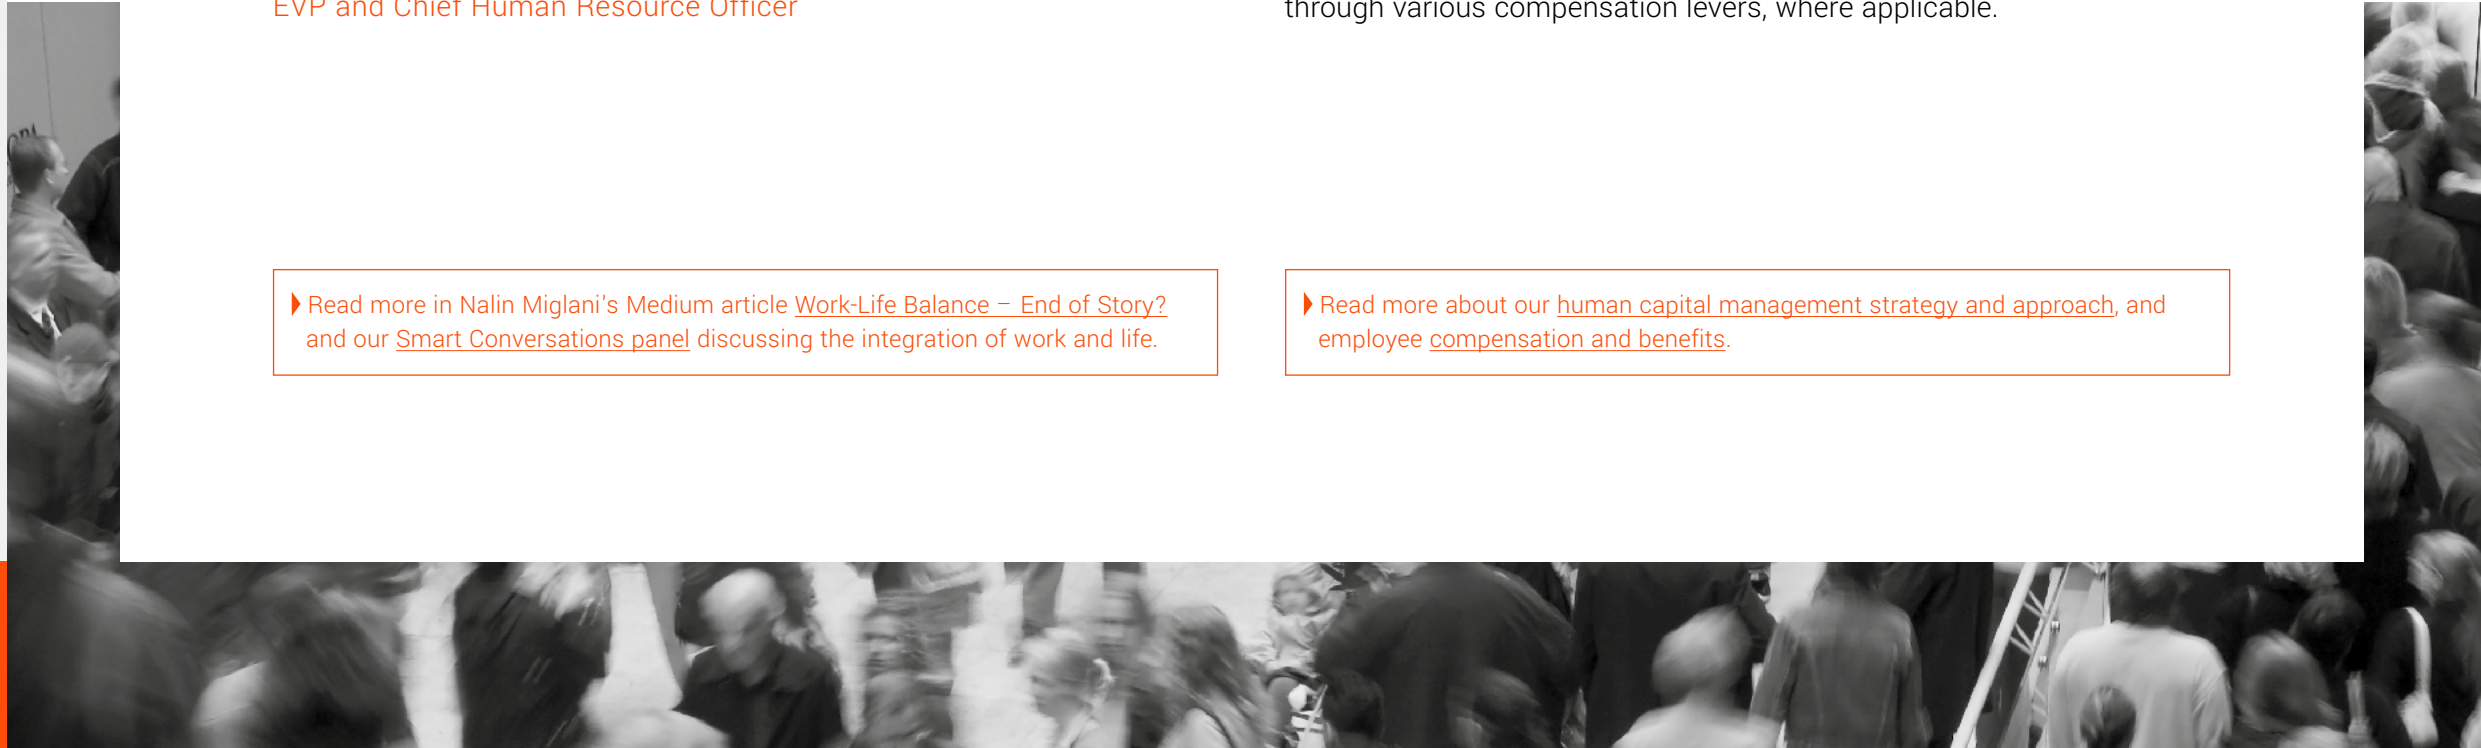 EVP and Chief Human Resource Officer
Read more in Nalin Miglani's Medium article Work-Life Balance – End of Story?
and our Smart Conversations panel discussing the integration of work and life.
through various compensation levers, where applicable.
Read more about our human capital management strategy and approach, and
employee compensation and benefits.